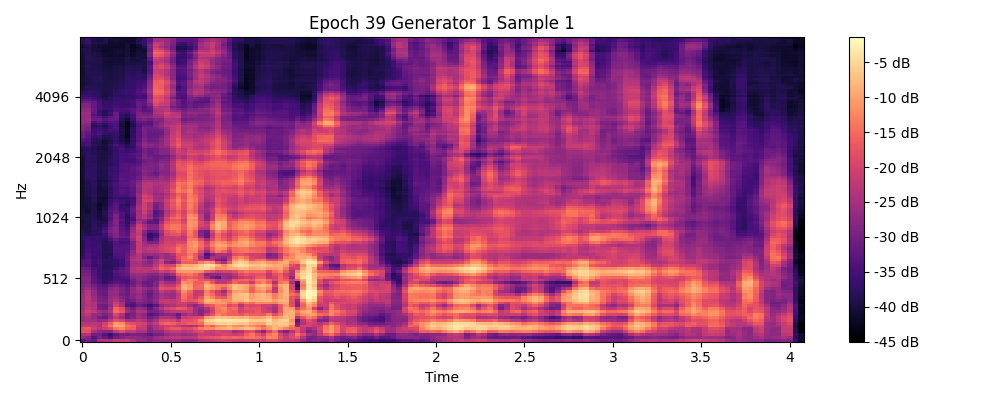 Epoch 39 Generator 1 Sample 1
Hz
4096
2048
1024
512
0
0 0.5 1 1.5 2 2.5 3 3.5 4
Time
-5 dB
-10 dB
-15 dB
-20 dB
-25 dB
-30 dB
-35 dB
-40 dB
-45 dB